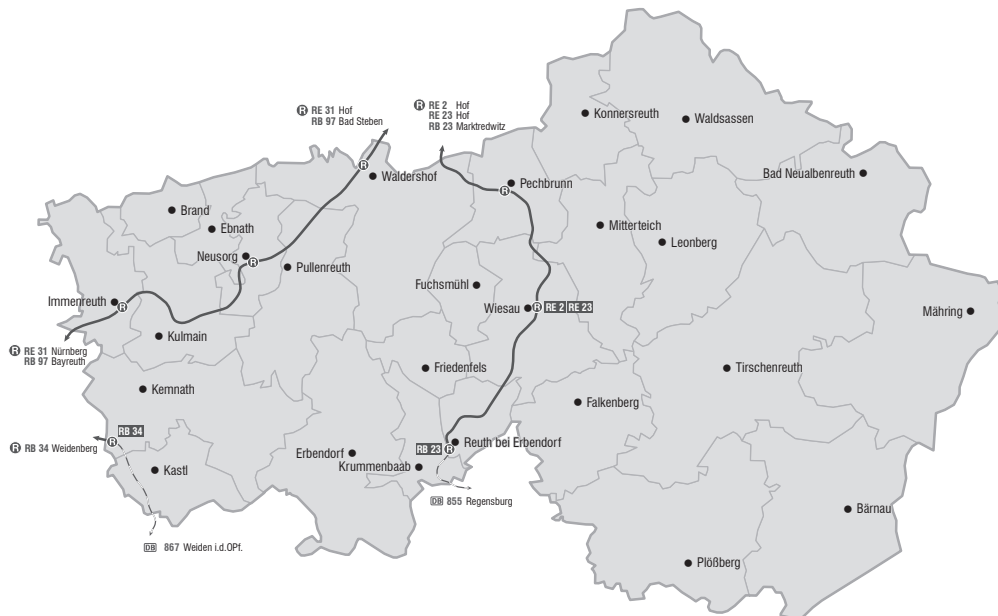 R RE 31 Hof
RB 97 Bad Steben
R RE 2 Hof
RE 23 Hof
RB 23 Marktredwitz
Konnersreuth
Waldsassen
Waldershof
R
Bad Neualbenreuth
Pechbrunn
R
Brand
Ebnath
Mitterteich
Leonberg
Neusorg
R
Pullenreuth
Fuchsmühl
Immenreuth
R
Wiesau
R RE 2 RE 23
Mähring
Kulmain
R RE 31 Nürnberg
RB 97 Bayreuth
Friedenfels
Tirschenreuth
Kemnath
Falkenberg
RB 34
R
R RB 34 Weidenberg
Reuth bei Erbendorf
RB 23 R
Erbendorf
Krummenbaab
Kastl
DB 855 Regensburg
Bärnau
DB 867 Weiden i.d.OPf.
Plößberg